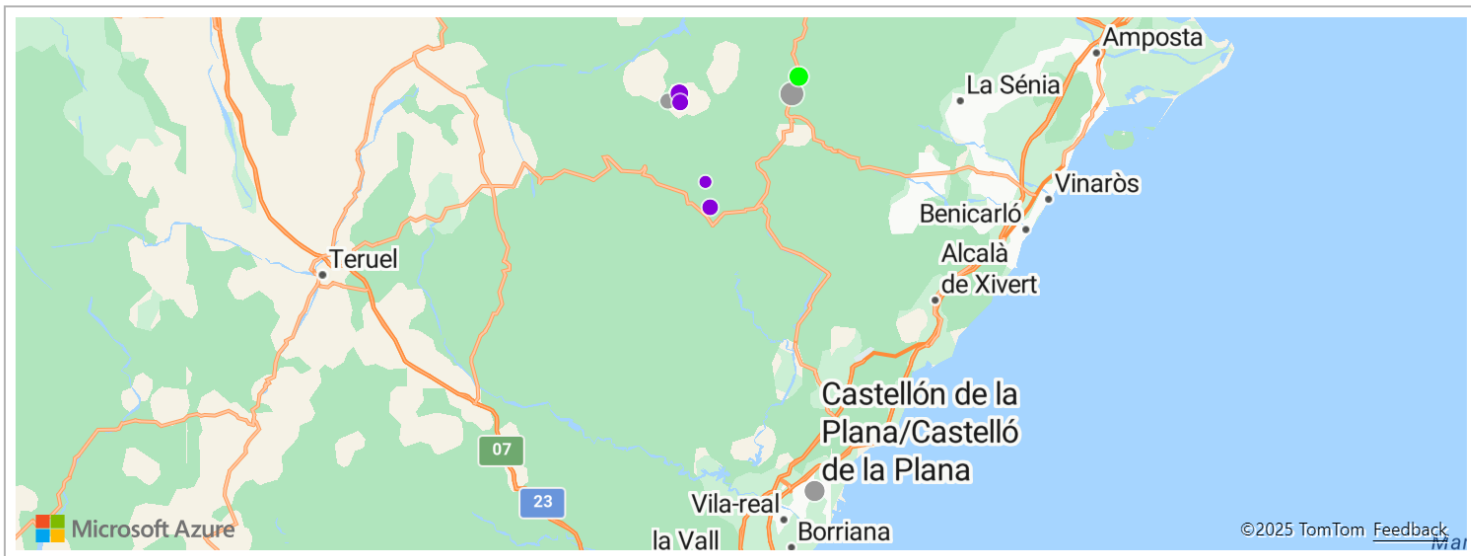 Amposta
La Sénia
Vinaròs
Benicarló
Alcalà
de Xivert
Teruel
Castellón de la
Plana/Castelló
de la Plana
07
23
Vila-real
Borriana
la Vall
Microsoft Azure
©2025 TomTom Feedback